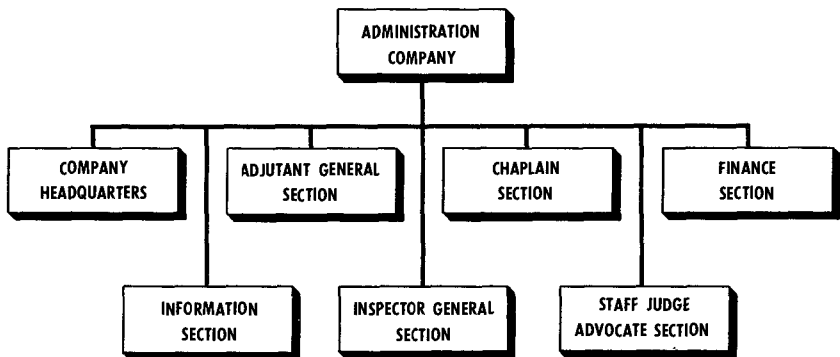 ADMINISTRATION
COMPANY
COMPANY
HEADQUARTERS
ADJUTANT GENERAL
SECTION
CHAPLAIN
SECTION
FINANCE
SECTION
INFORMATION
SECTION
INSPECTOR GENERAL
SECTION
STAFF JUDGE
ADVOCATE SECTION